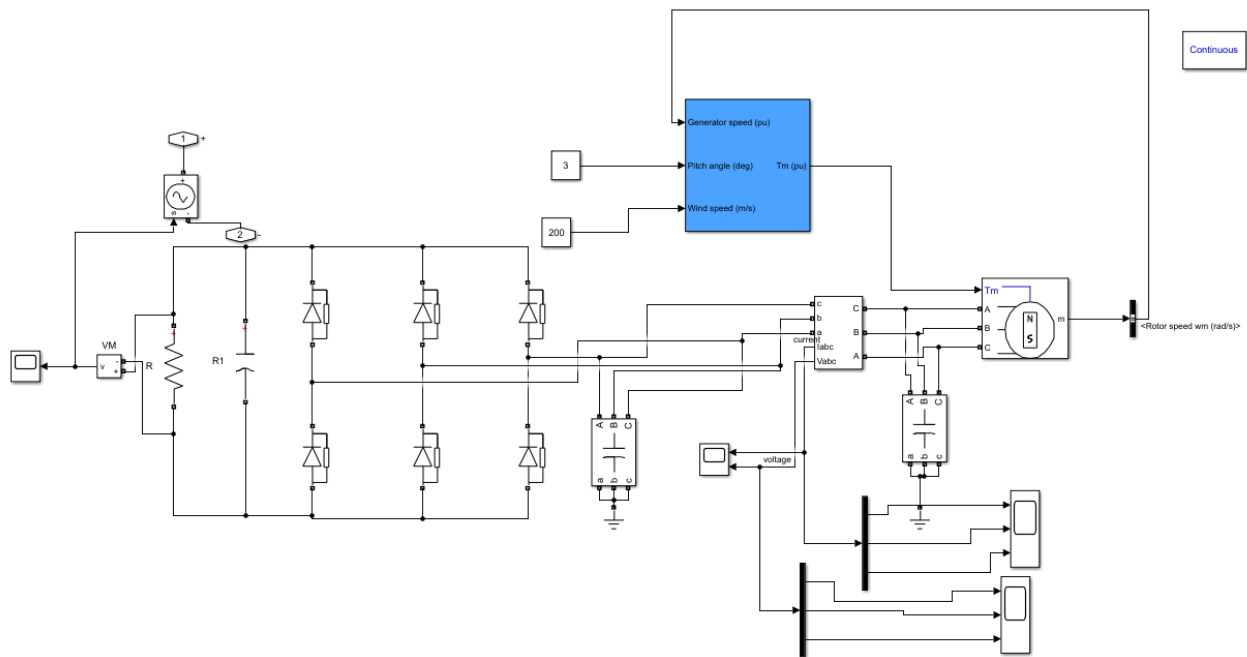 Continuous
Generator speed (pu)
Pitch angle (deg)
Tm (pu)
Wind speed (m/s)
3
200
1
+
+
s
-
2
-
Tm
A
B
C
m
N
S
<Rotor speed wm (rad/s)>
c
b
a
current
Iabc
Vabc
C
B
A
VM
v
-
+
R
+
R1
+
A
B
C
a
b
c
A
B
C
a
b
c
voltage